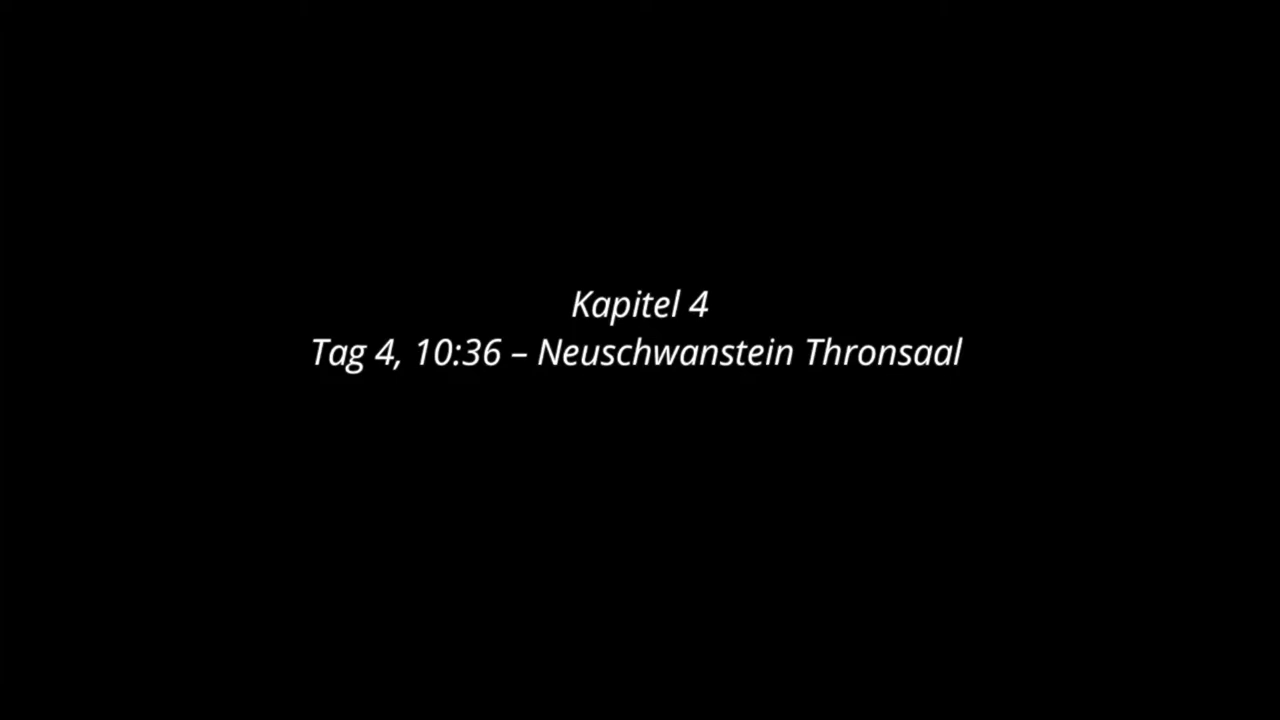 Kapitel 4
Tag 4, 10:36 – Neuschwanstein Thronsaal